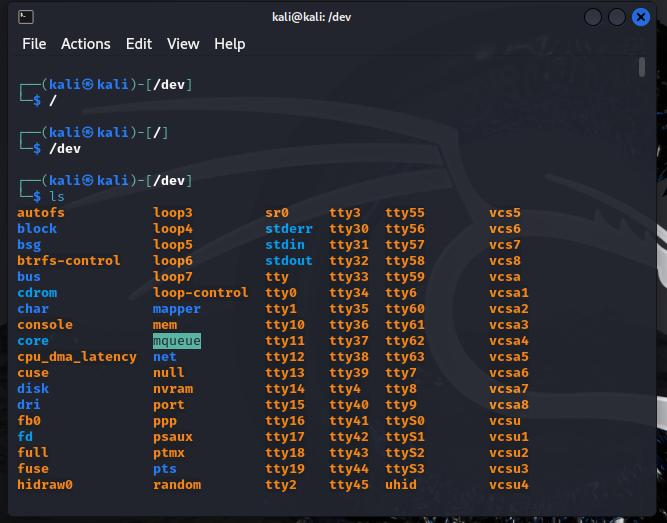 kali@kali: /dev
File Actions Edit View Help
┌──(kali㉿kali)-[/dev]
└─$ /
┌──(kali㉿kali)-[/]
└─$ /dev
┌──(kali㉿kali)-[/dev]
└─$ ls
autofs loop3 sr0 tty3 tty55 vcs5
block loop4 stderr tty30 tty56 vcs6
bsg loop5 stdin tty31 tty57 vcs7
btrfs-control loop6 stdout tty32 tty58 vcs8
bus loop7 tty tty33 tty59 vcsa
cdrom loop-control tty0 tty34 tty6 vcsa1
char mapper tty1 tty35 tty60 vcsa2
console mem tty10 tty36 tty61 vcsa3
core mqueue tty11 tty37 tty62 vcsa4
cpu_dma_latency net tty12 tty38 tty63 vcsa5
cuse null tty13 tty39 tty7 vcsa6
disk nvram tty14 tty4 tty8 vcsa7
dri port tty15 tty40 tty9 vcsa8
fb0 ppp tty16 tty41 ttyS0 vcsu
fd psaux tty17 tty42 ttyS1 vcsu1
full ptmx tty18 tty43 ttyS2 vcsu2
fuse pts tty19 tty44 ttyS3 vcsu3
hidraw0 random tty2 tty45 uhid vcsu4